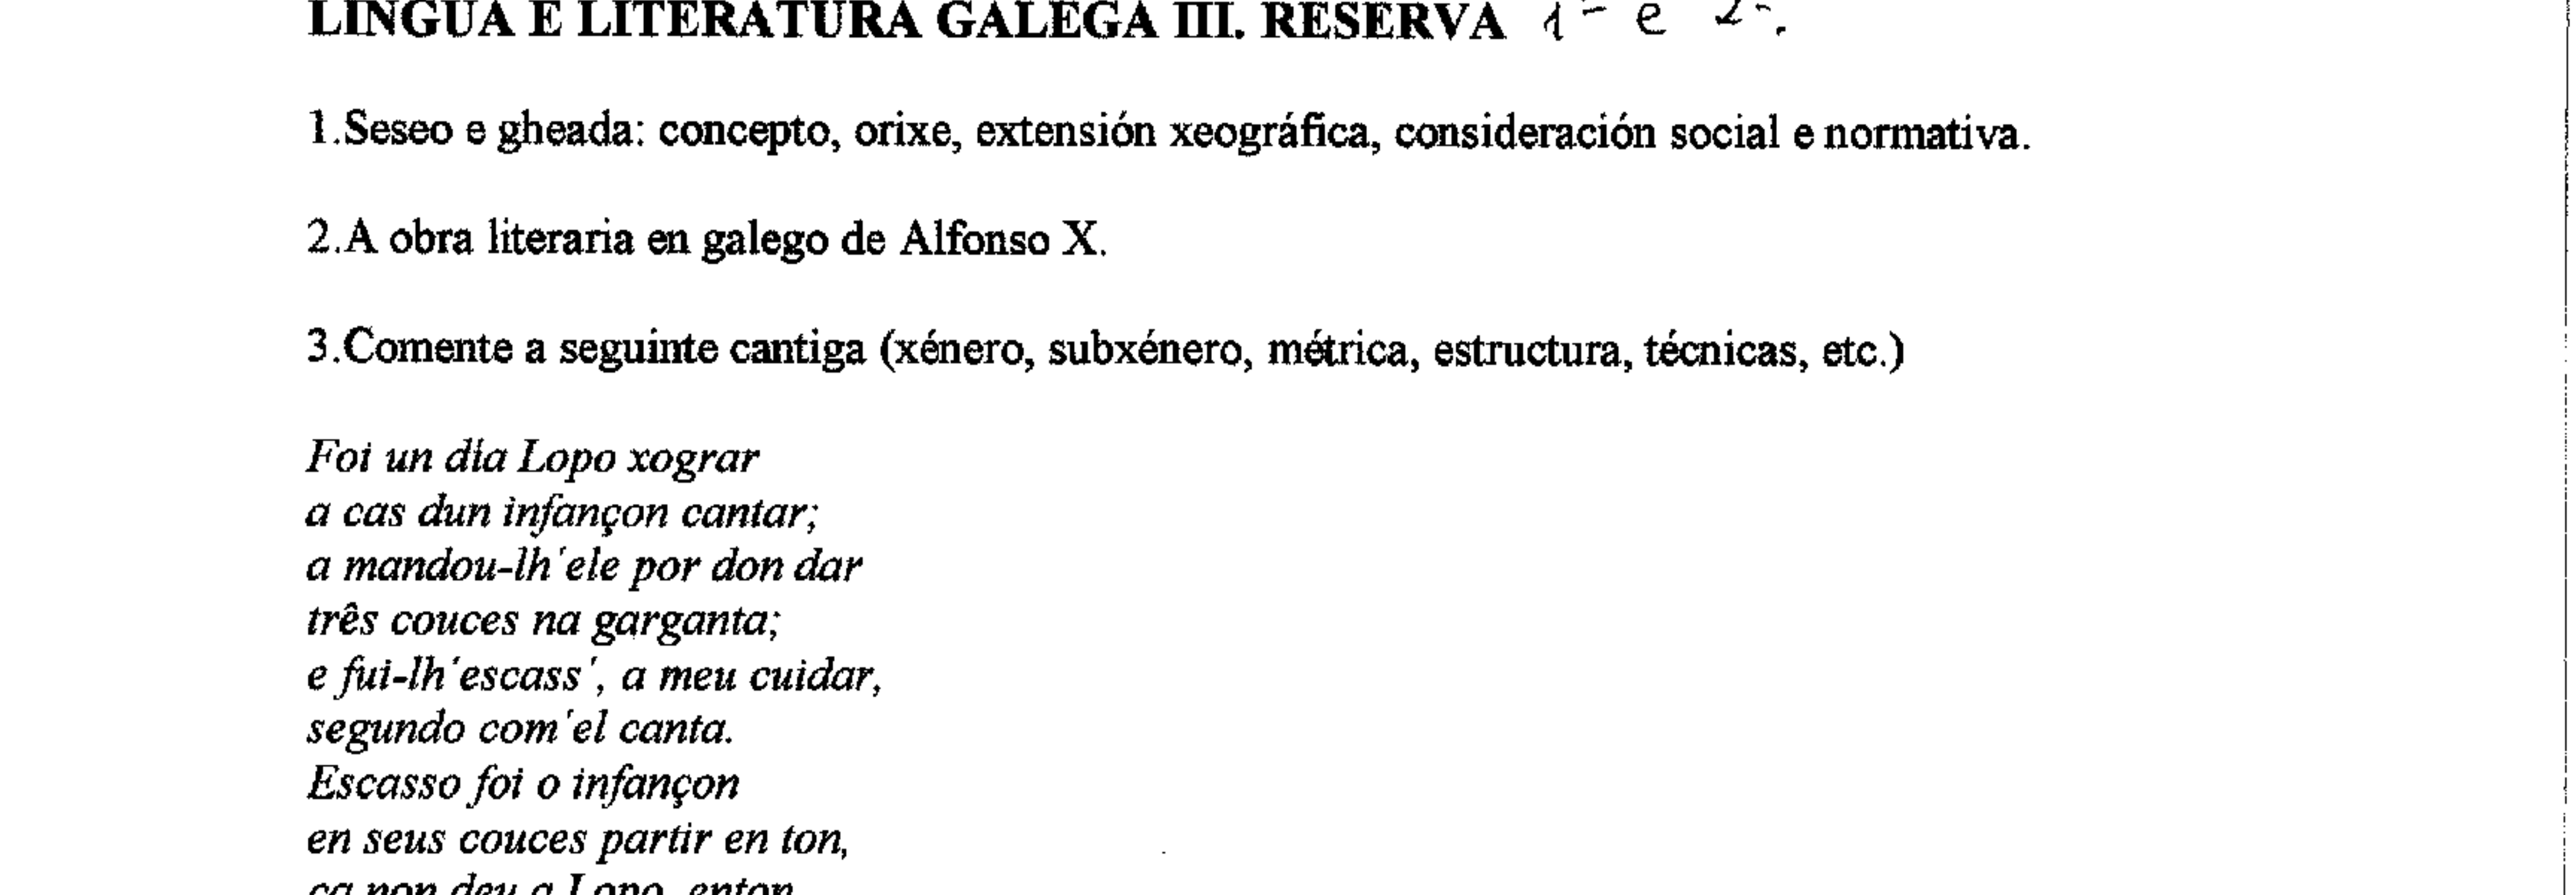 LINGUA E LITERATURA GALEGA III. RESERVA 1ª e 2ª.
1.Seseo e gheada: concepto, orixe, extensión xeográfica, consideración social e normativa.
2.A obra literaria en galego de Alfonso X.
3.Comente a seguinte cantiga (xénero, subxénero, métrica, estructura, técnicas, etc.)
Foi un día Lopo xograr
a cas dun infançon cantar;
a mandou-lh'ele por don dar
três couces na garganta;
e fui-lh'escass', a meu cuidar,
segundo com'el canta.
Escasso foi o infançon
en seus couces partir en ton,
ca non deu a Lopo, enton